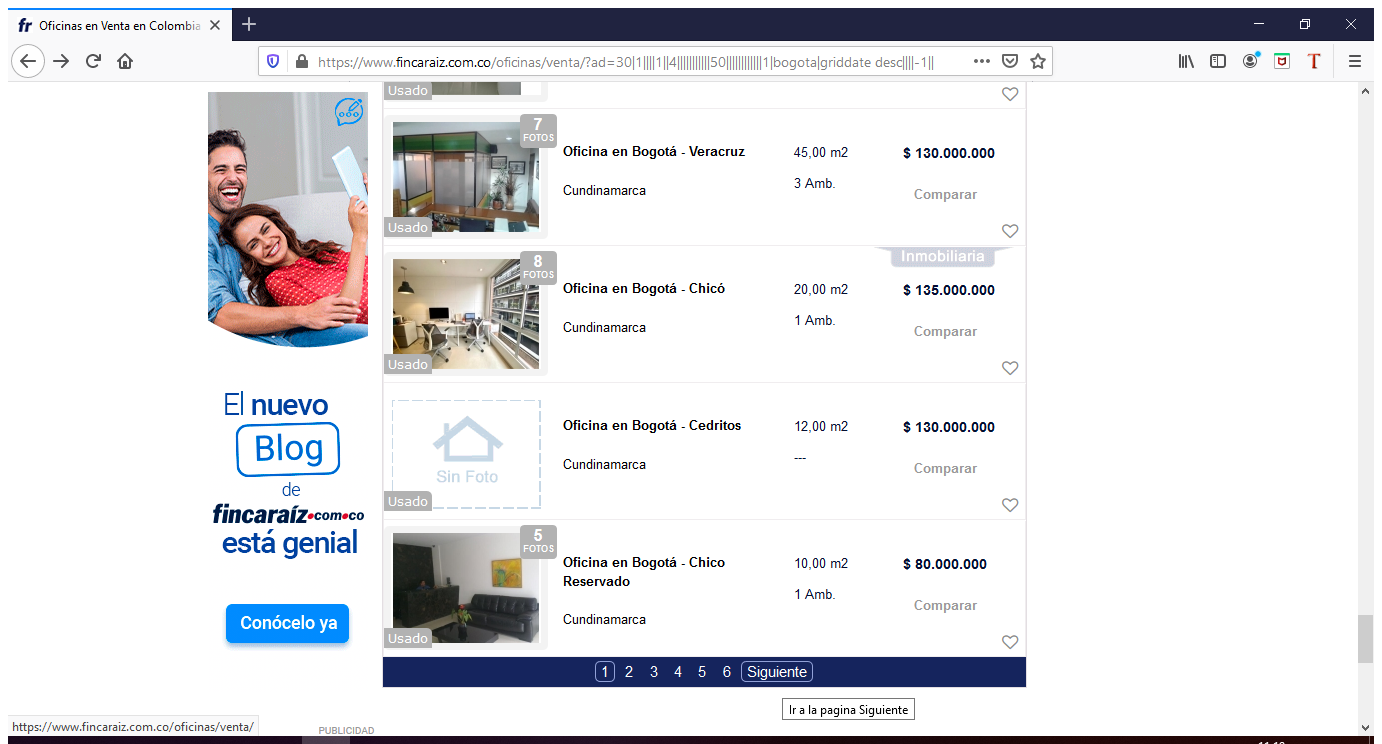 fr Oficinas en Venta en Colombia
https://www.fincaraiz.com.co/oficinas/venta/?ad=30|1||||1||4||||||||||50|||||||||||1|bogota|griddate desc||||-1||
Usado
7
FOTOS
Oficina en Bogotá - Veracruz
45,00 m2
$ 130.000.000
Cundinamarca
3 Amb.
Comparar
Usado
Inmobiliaria
8
FOTOS
Oficina en Bogotá - Chicó
20,00 m2
$ 135.000.000
Cundinamarca
1 Amb.
Comparar
Usado
Sin Foto
Oficina en Bogotá - Cedritos
12,00 m2
$ 130.000.000
Cundinamarca
---
Comparar
Usado
5
FOTOS
Oficina en Bogotá - Chico
Reservado
10,00 m2
$ 80.000.000
Cundinamarca
1 Amb.
Comparar
Usado
El nuevo
Blog
de
fincaraíz•com•co
está genial
Conócelo ya
1 2 3 4 5 6 Siguiente
Ir a la pagina Siguiente
https://www.fincaraiz.com.co/oficinas/venta/
PUBLICIDAD